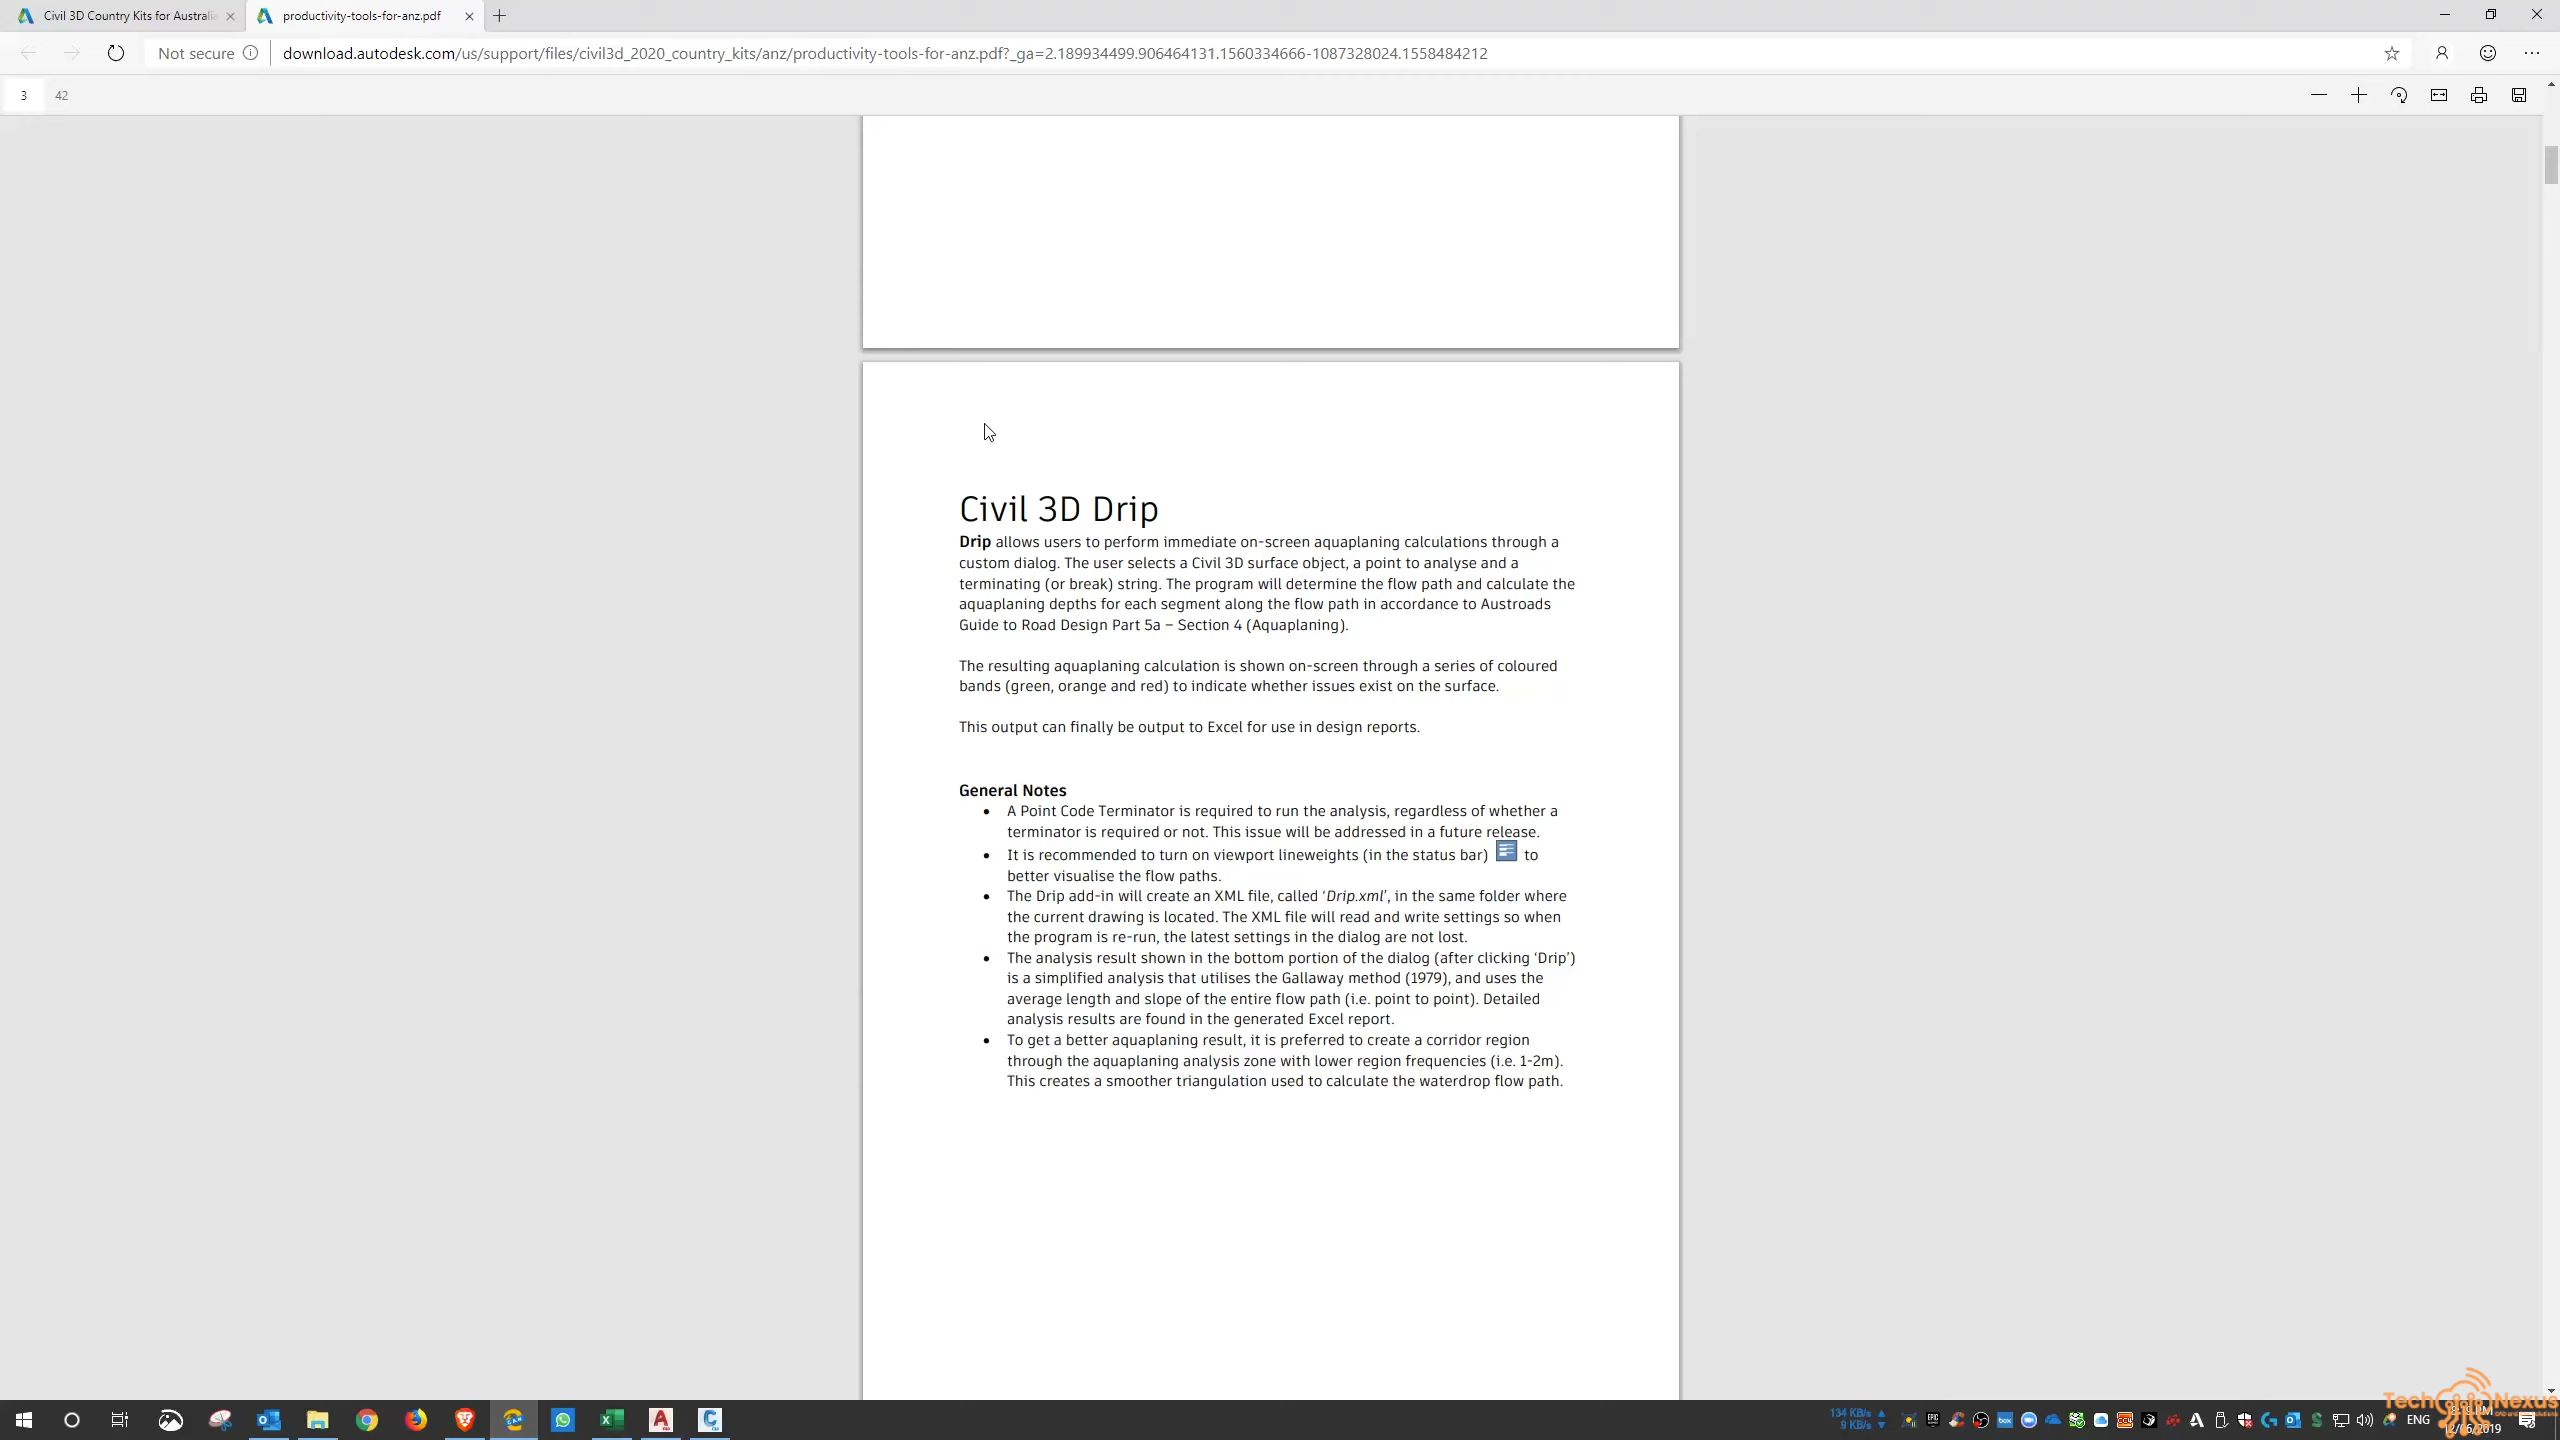 Civil 3D Country Kits for Australia
productivity-tools-for-anz.pdf
Not secure
download.autodesk.com/us/support/files/civil3d_2020_country_kits/anz/productivity-tools-for-anz.pdf?_ga=2.189934499.906464131.1560334666-1087328024.1558484212
3 42
Civil 3D Drip
Drip allows users to perform immediate on-screen aquaplaning calculations through a
custom dialog. The user selects a Civil 3D surface object, a point to analyse and a
terminating (or break) string. The program will determine the flow path and calculate the
aquaplaning depths for each segment along the flow path in accordance to Austroads
Guide to Road Design Part 5a – Section 4 (Aquaplaning).
The resulting aquaplaning calculation is shown on-screen through a series of coloured
bands (green, orange and red) to indicate whether issues exist on the surface.
This output can finally be output to Excel for use in design reports.
General Notes
• A Point Code Terminator is required to run the analysis, regardless of whether a
terminator is required or not. This issue will be addressed in a future release.
• It is recommended to turn on viewport lineweights (in the status bar) to
better visualise the flow paths.
• The Drip add-in will create an XML file, called ‘Drip.xml’, in the same folder where
the current drawing is located. The XML file will read and write settings so when
the program is re-run, the latest settings in the dialog are not lost.
• The analysis result shown in the bottom portion of the dialog (after clicking ‘Drip’)
is a simplified analysis that utilises the Gallaway method (1979), and uses the
average length and slope of the entire flow path (i.e. point to point). Detailed
analysis results are found in the generated Excel report.
• To get a better aquaplaning result, it is preferred to create a corridor region
through the aquaplaning analysis zone with lower region frequencies (i.e. 1-2m).
This creates a smoother triangulation used to calculate the waterdrop flow path.
134 KB/s
9 KB/s
ENG
Tech Nexus